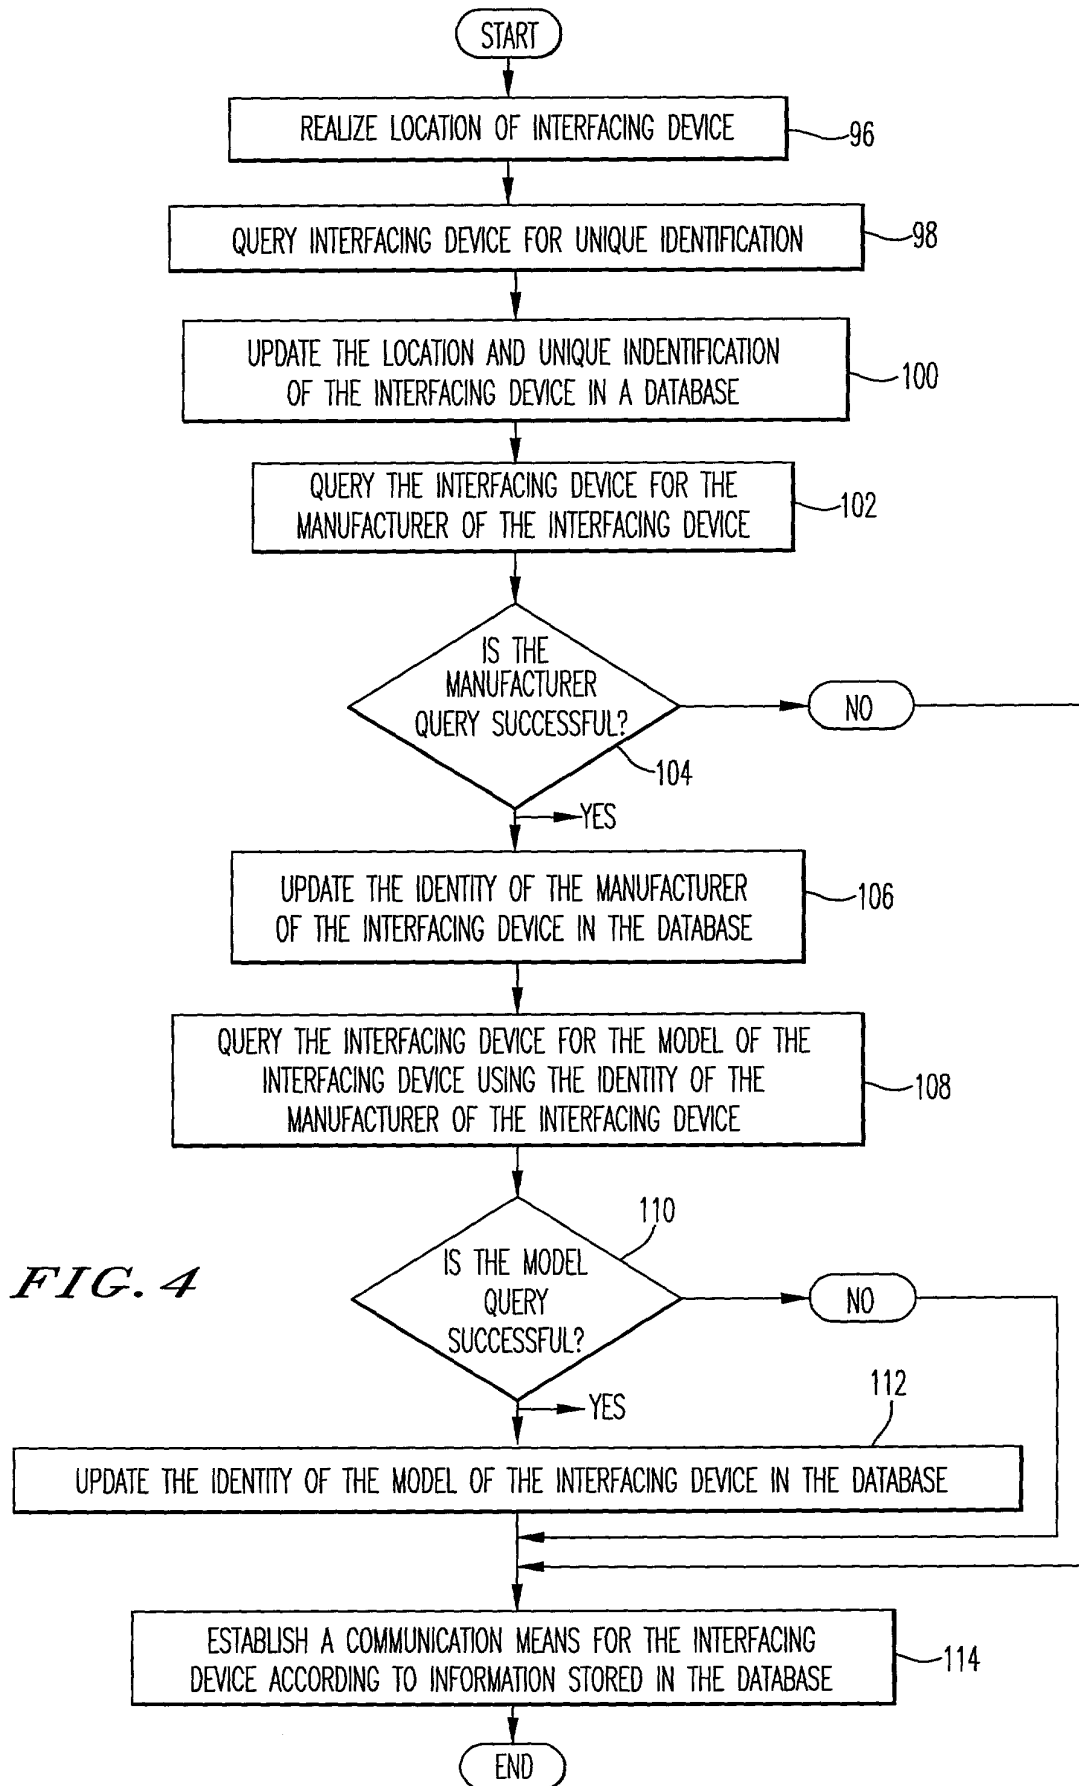 START
REALIZE LOCATION OF INTERFACING DEVICE
96
QUERY INTERFACING DEVICE FOR UNIQUE IDENTIFICATION
98
UPDATE THE LOCATION AND UNIQUE INDENTIFICATION
OF THE INTERFACING DEVICE IN A DATABASE
100
QUERY THE INTERFACING DEVICE FOR THE
MANUFACTURER OF THE INTERFACING DEVICE
102
IS THE
MANUFACTURER
QUERY SUCCESSFUL?
NO
104
YES
UPDATE THE IDENTITY OF THE MANUFACTURER
OF THE INTERFACING DEVICE IN THE DATABASE
106
QUERY THE INTERFACING DEVICE FOR THE MODEL OF THE
INTERFACING DEVICE USING THE IDENTITY OF THE
MANUFACTURER OF THE INTERFACING DEVICE
108
110
IS THE MODEL
QUERY
SUCCESSFUL?
NO
FIG. 4
YES
112
UPDATE THE IDENTITY OF THE MODEL OF THE INTERFACING DEVICE IN THE DATABASE
ESTABLISH A COMMUNICATION MEANS FOR THE INTERFACING
DEVICE ACCORDING TO INFORMATION STORED IN THE DATABASE
114
END